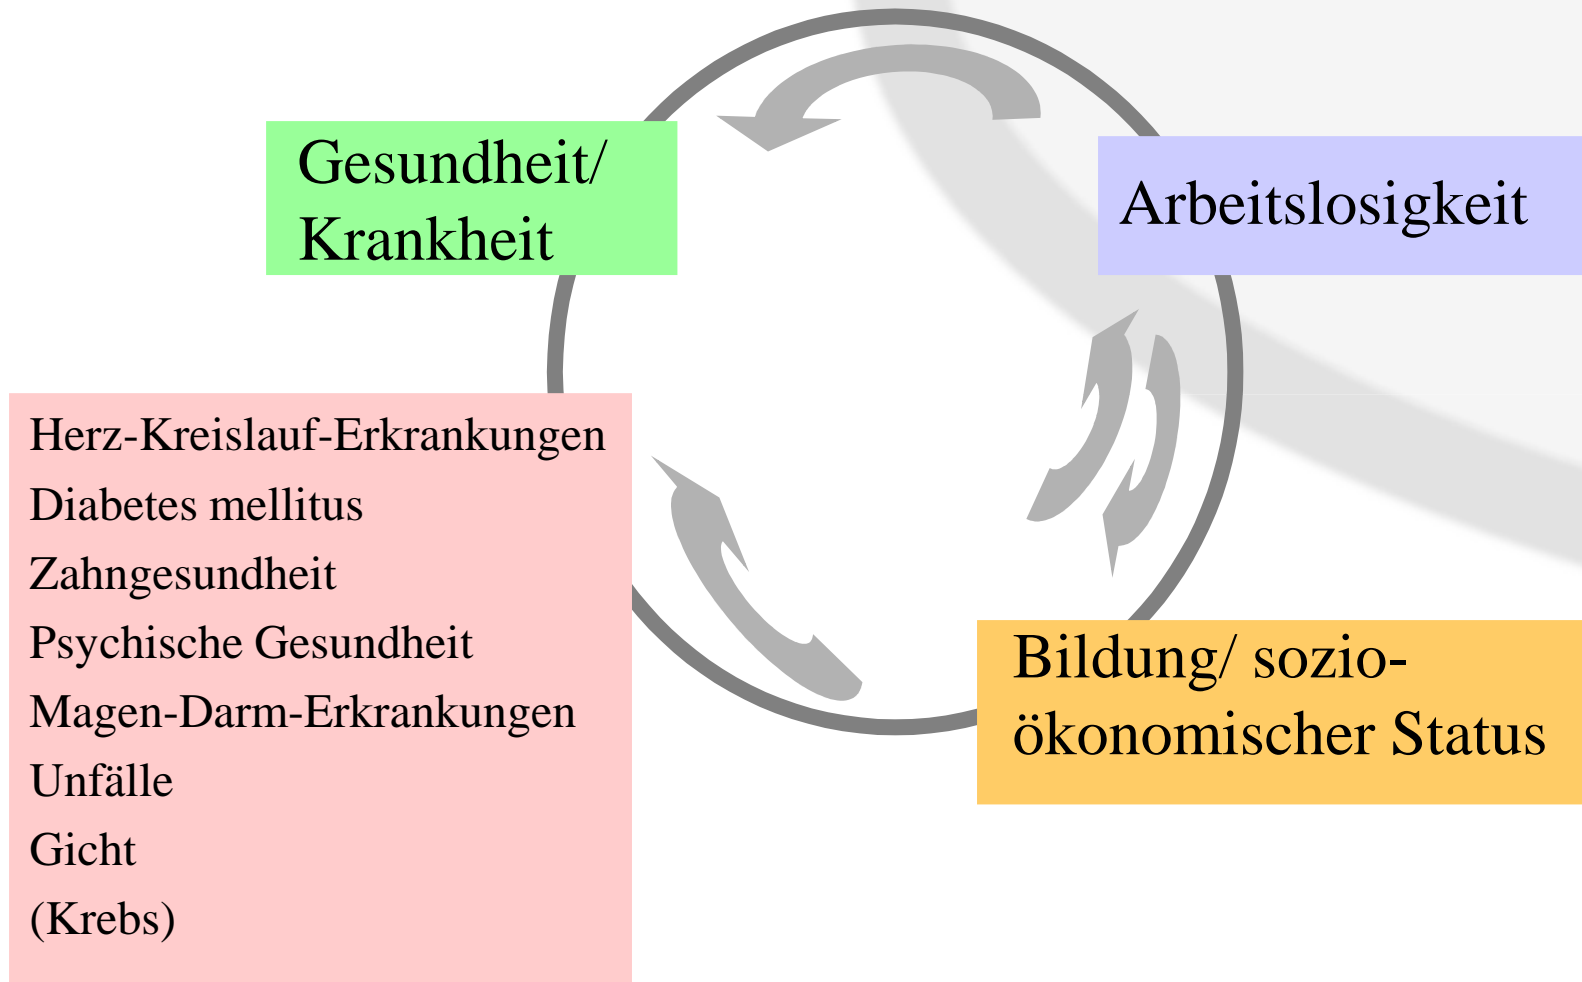 Gesundheit/
Krankheit
Arbeitslosigkeit
Herz-Kreislauf-Erkrankungen
Diabetes mellitus
Zahngesundheit
Psychische Gesundheit
Magen-Darm-Erkrankungen
Unfälle
Gicht
(Krebs)
Bildung/ sozio-
ökonomischer Status